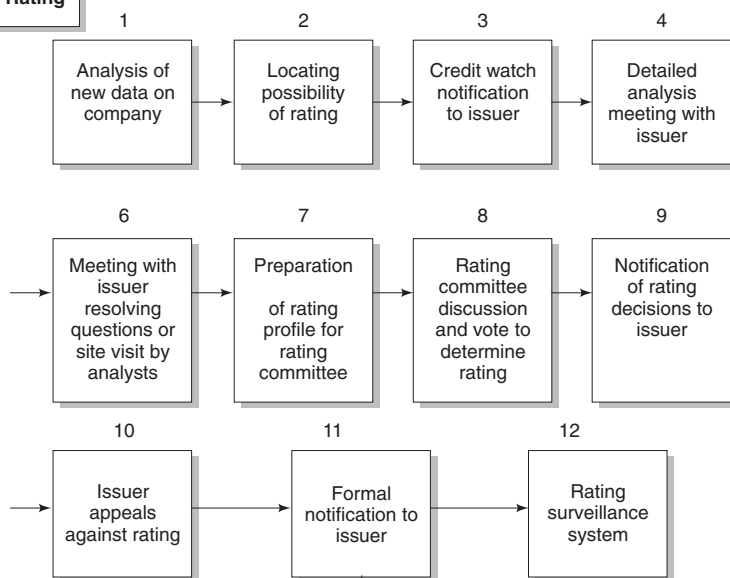 Rating
1
2
3
4
Analysis of
new data on
company
Locating
possibility
of rating
Credit watch
notification
to issuer
Detailed
analysis
meeting with
issuer
6
7
8
9
Meeting with
issuer
resolving
questions or
site visit by
analysts
Preparation
of rating
profile for
rating
committee
Rating
committee
discussion
and vote to
determine
rating
Notification
of rating
decisions to
issuer
10
11
12
Issuer
appeals
against rating
Formal
notification to
issuer
Rating
surveillance
system